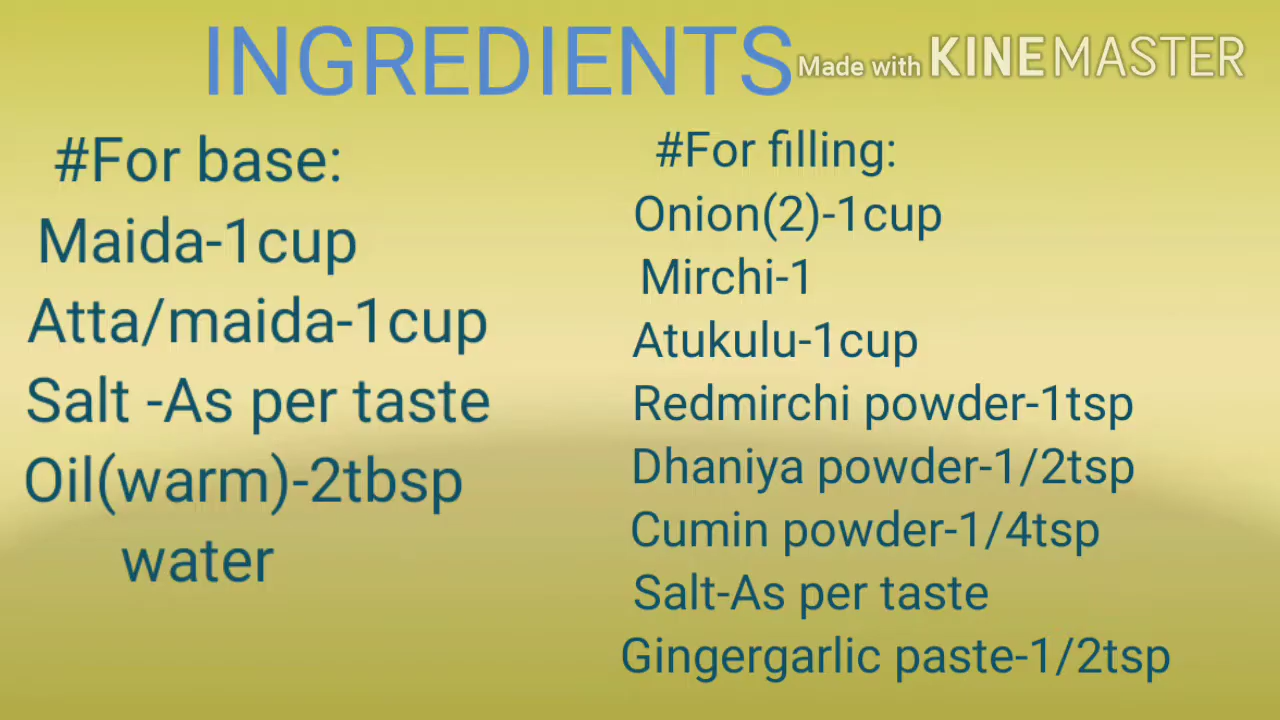 INGREDIENTS
Made with KINEMASTER
#For base:
Maida-1cup
Atta/maida-1cup
Salt -As per taste
Oil(warm)-2tbsp
water
#For filling:
Onion(2)-1cup
Mirchi-1
Atukulu-1cup
Redmirchi powder-1tsp
Dhaniya powder-1/2tsp
Cumin powder-1/4tsp
Salt-As per taste
Gingergarlic paste-1/2tsp